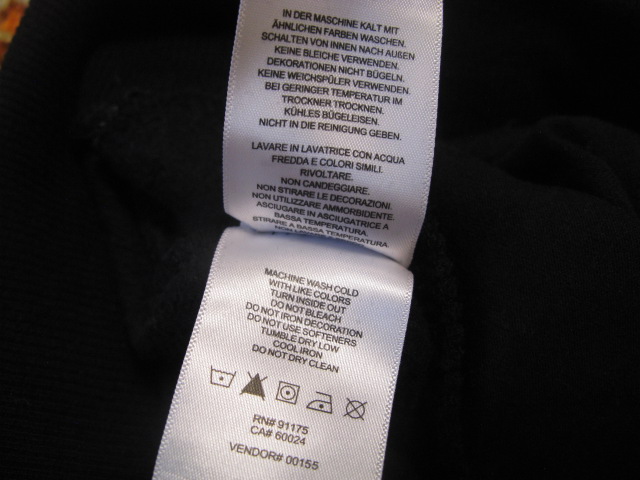 IN DER MASCHINE KALT MIT
ÄHNLICHEN FARBEN WASCHEN.
SCHALTEN VON INNEN NACH AUßEN
KEINE BLEICHE VERWENDEN.
DEKORATIONEN NICHT BÜGELN.
KEINE WEICHSPÜLER VERWENDEN.
BEI GERINGER TEMPERATUR IM
TROCKNER TROCKNEN.
KÜHLES BÜGELEISEN.
NICHT IN DIE REINIGUNG GEBEN.
LAVARE IN LAVATRICE CON ACQUA
FREDDA E COLORI SIMILI.
RIVOLTARE.
NON CANDEGGIARE.
NON STIRARE LE DECORAZIONI.
NON UTILIZZARE AMMORBIDENTE.
ASCIUGARE IN ASCIUGATRICE A
BASSA TEMPERATURA.
STIRARE A BASSA TEMPERATURA.
MACHINE WASH COLD
WITH LIKE COLORS
TURN INSIDE OUT
DO NOT BLEACH
DO NOT IRON DECORATION
DO NOT USE SOFTENERS
TUMBLE DRY LOW
COOL IRON
DO NOT DRY CLEAN
RN# 91175
CA# 60024
VENDOR# 00155